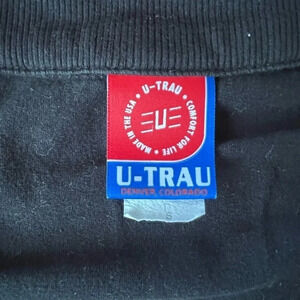 U-TRAU • COMFORT FOR LIFE • MADE IN THE USA •
U-TRAU
DENVER, COLORADO